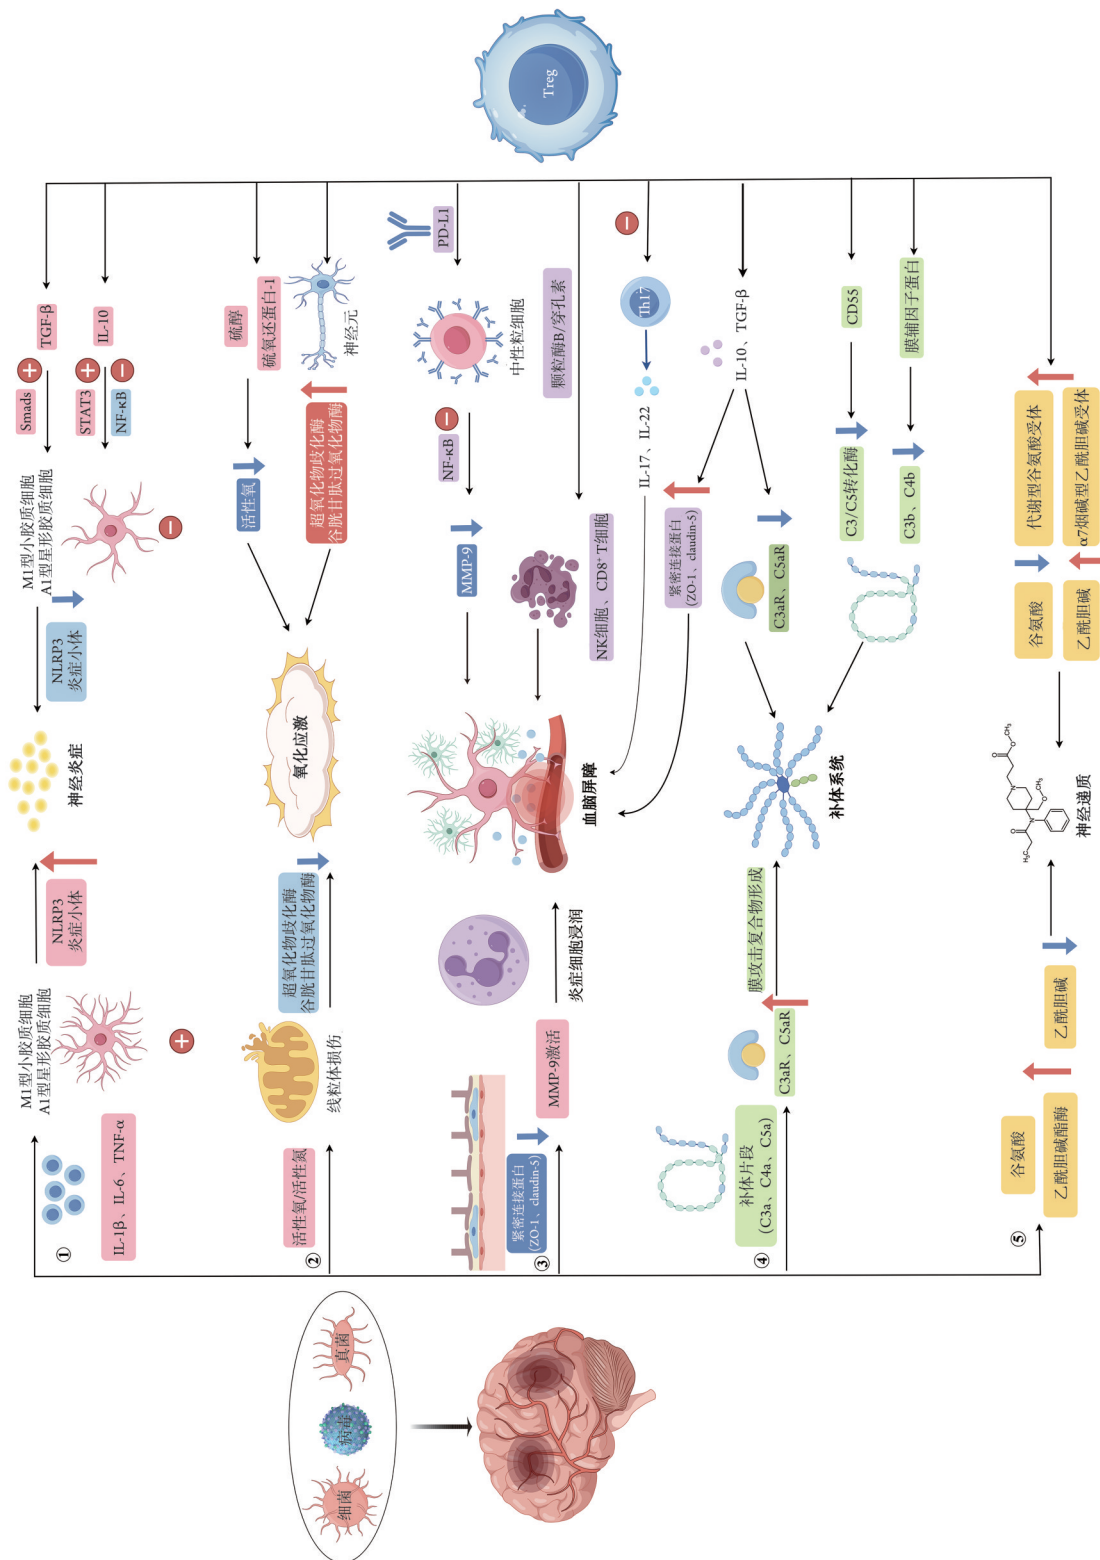 细菌
病毒
真菌
①
IL-1β、IL-6、TNF-α
M1型小胶质细胞
A1型星形胶质细胞
+
NLRP3
炎症小体
神经炎症
NLRP3
炎症小体
M1型小胶质细胞
A1型星形胶质细胞
−
Smads
+
TGF-β
STAT3
+
NF-κB
−
IL-10
②
活性氧/活性氮
线粒体损伤
超氧化物歧化酶
谷胱甘肽过氧化物酶
氧化应激
活性氧
硫醇
硫氧还蛋白-1
超氧化物歧化酶
谷胱甘肽过氧化物酶
神经元
③
紧密连接蛋白
(ZO-1、claudin-5)
MMP-9激活
炎症细胞浸润
血脑屏障
MMP-9
NF-κB
−
中性粒细胞
PD-L1
NK细胞、CD8⁺ T细胞
颗粒酶B/穿孔素
IL-17、IL-22
Th17
−
紧密连接蛋白
(ZO-1、claudin-5)
IL-10、TGF-β
④
补体片段
(C3a、C4a、C5a)
C3aR、C5aR
膜攻击复合物形成
补体系统
C3aR、C5aR
C3/C5转化酶
CD55
C3b、C4b
膜辅因子蛋白
⑤
谷氨酸
乙酰胆碱酯酶
乙酰胆碱
神经递质
H₃C
O
N
N
O
CH₃
O
O
CH₃
谷氨酸
乙酰胆碱
代谢型谷氨酸受体
α7烟碱型乙酰胆碱受体
Treg